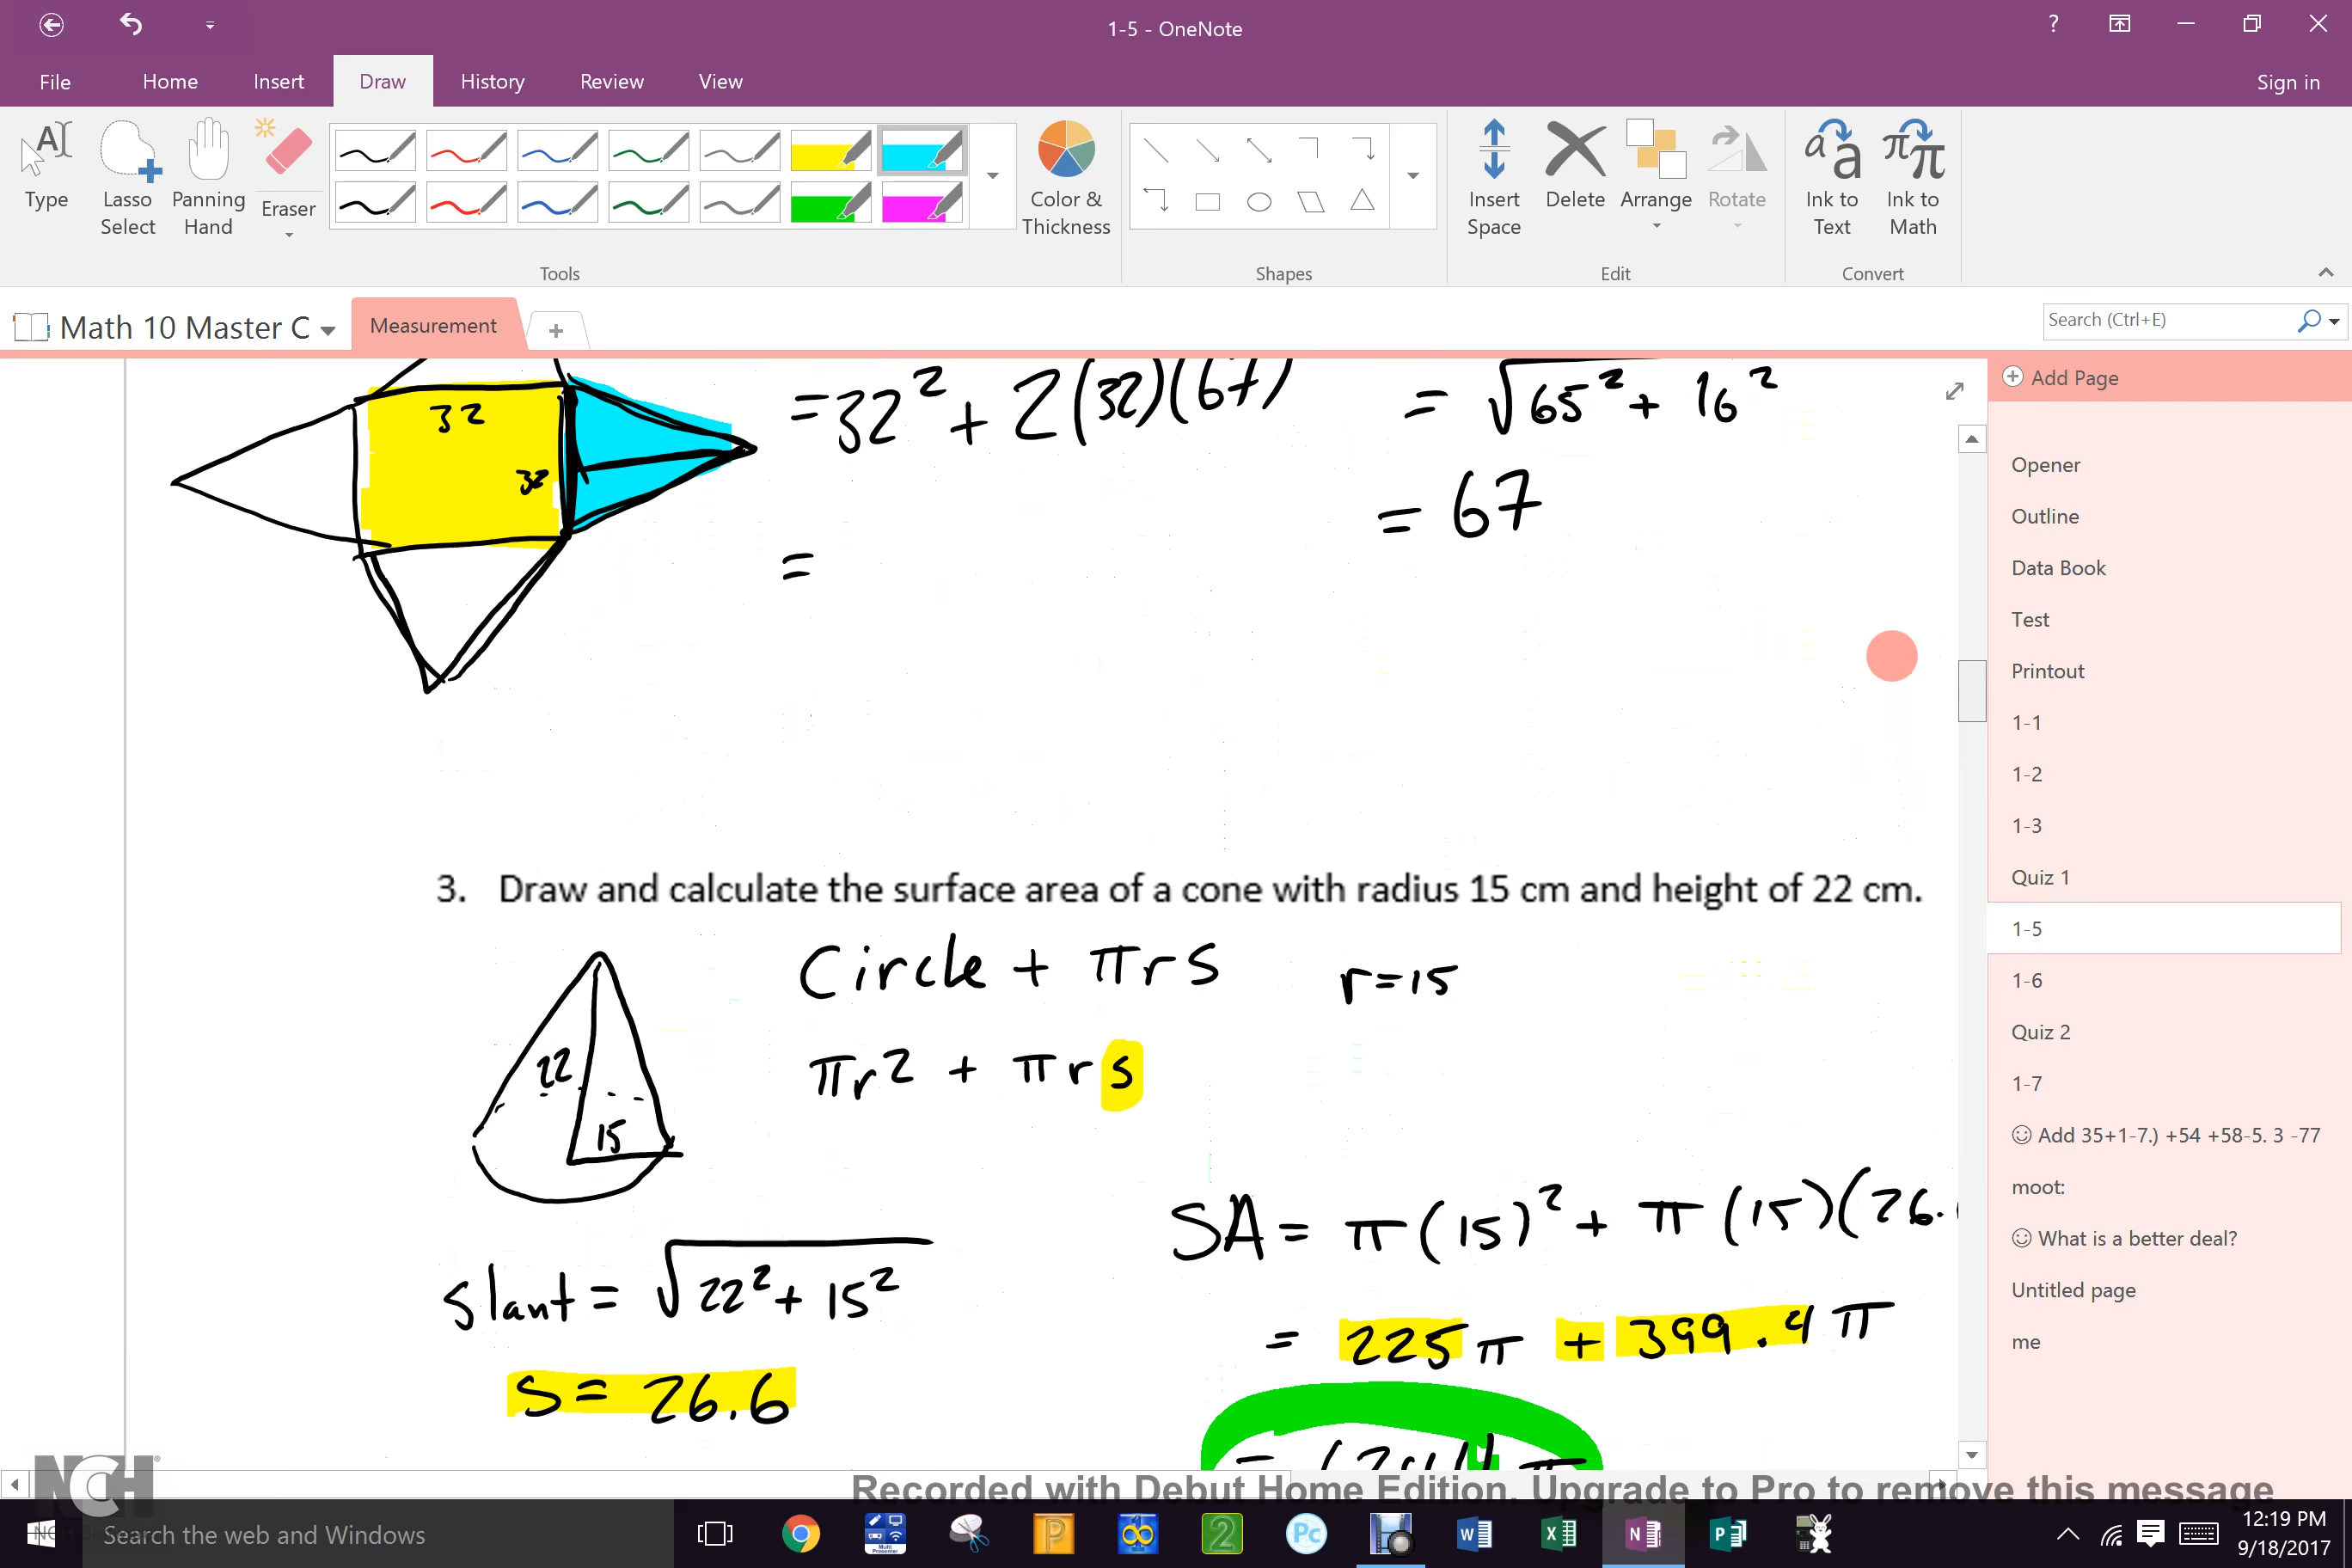 1-5 - OneNote
?
File Home Insert Draw History Review View Sign in
Type
Lasso Select
Panning Hand
Eraser
Color & Thickness
Insert Space
Delete
Arrange
Rotate
Ink to Text
Ink to Math
Tools
Shapes
Edit
Convert
Math 10 Master C
Measurement
+
Search (Ctrl+E)
32
32
= 32² + 2(32)(67)
=
= √65² + 16²
= 67
3. Draw and calculate the surface area of a cone with radius 15 cm and height of 22 cm.
Circle + πrs
r=15
πr2 + πrs
22
15
slant = √22² + 15²
s = 26.6
SA = π(15)² + π(15)(26.
= 225π + 399.4π
Add Page
Opener
Outline
Data Book
Test
Printout
1-1
1-2
1-3
Quiz 1
1-5
1-6
Quiz 2
1-7
Add 35+1-7.) +54 +58-5. 3 -77
moot:
What is a better deal?
Untitled page
me
NCH
Recorded with Debut Home Edition. Upgrade to Pro to remove this message
Search the web and Windows
12:19 PM
9/18/2017